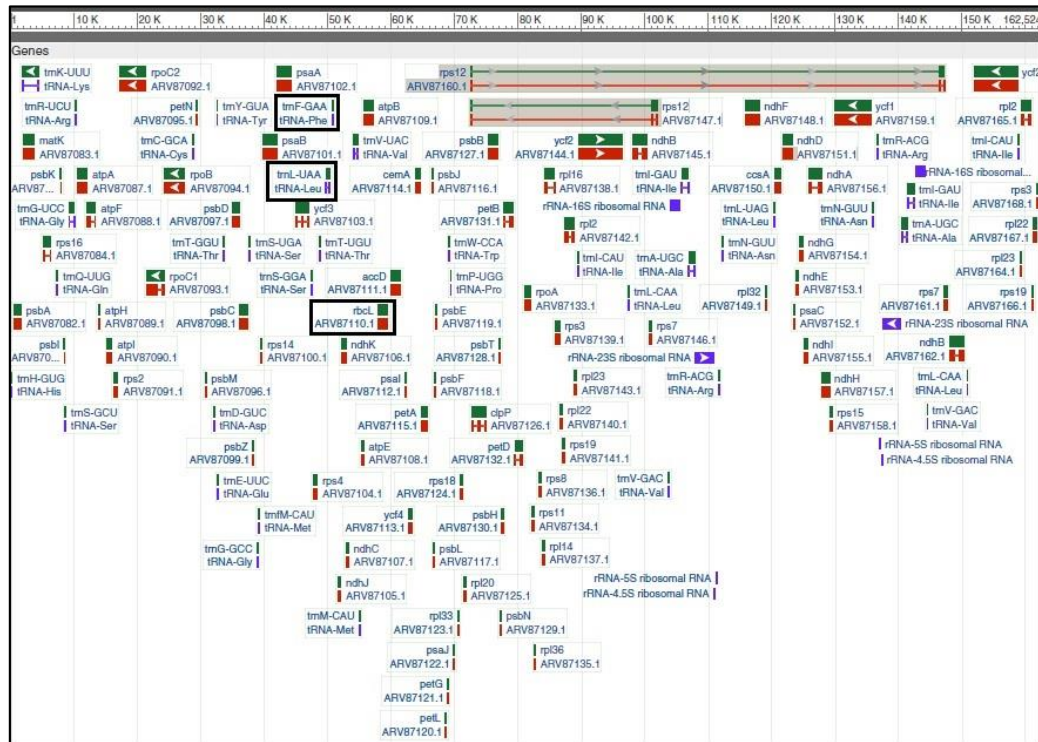 1 10 K 20 K 30 K 40 K 50 K 60 K 70 K 80 K 90 K 100 K 110 K 120 K 130 K 140 K 150 K 162,524
Genes
trnK-UUU rpoC2 psaA rps12 ycf2
tRNA-Lys ARV87092.1 ARV87102.1 ARV87160.1
trnR-UCU petN trnY-GUA trnF-GAA atpB rps12 ndhF ycf1 rpl2
tRNA-Arg ARV87095.1 tRNA-Tyr tRNA-Phe ARV87109.1 ARV87147.1 ARV87148.1 ARV87159.1 ARV87165.1
matK trnC-GCA psaB trnV-UAC psbB ycf2 ndhB ndhD trnR-ACG trnI-CAU
ARV87083.1 tRNA-Cys ARV87101.1 tRNA-Val ARV87127.1 ARV87144.1 ARV87145.1 ARV87151.1 tRNA-Arg tRNA-Ile
psbK atpA rpoB trnL-UAA cemA psbJ rpl16 trnI-GAU ccsA ndhA rRNA-16S ribosomal...
ARV87... ARV87087.1 ARV87094.1 tRNA-Leu ARV87114.1 ARV87116.1 ARV87138.1 tRNA-Ile ARV87150.1 ARV87156.1 trnI-GAU rps3
trnG-UCC atpF psbD ycf3 petB rRNA-16S ribosomal RNA trnL-UAG trnN-GUU tRNA-Ile ARV87168.1
tRNA-Gly ARV87088.1 ARV87097.1 ARV87103.1 ARV87131.1 rpl2 tRNA-Leu tRNA-Asn trnA-UGC rpl22
ARV87142.1 tRNA-Ala ARV87167.1
rps16 trnT-GGU trnS-UGA trnT-UGU trnW-CCA trnN-GUU ndhG
ARV87084.1 tRNA-Thr tRNA-Ser tRNA-Thr tRNA-Trp trnI-CAU trnA-UGC tRNA-Asn ARV87154.1 rpl23
trnQ-UUG rpoC1 trnS-GGA accD trnP-UGG tRNA-Ile tRNA-Ala ndhE ARV87164.1
tRNA-Gln ARV87093.1 tRNA-Ser ARV87111.1 tRNA-Pro rpoA trnL-CAA rpl32 ARV87153.1 rps7 rps19
psbA atpH psbC rbcL psbE ARV87133.1 tRNA-Leu ARV87149.1 psaC ARV87161.1 ARV87166.1
ARV87082.1 ARV87089.1 ARV87098.1 ARV87110.1 ARV87119.1 rps3 rps7 ARV87152.1 rRNA-23S ribosomal RNA
psbI atpI rps14 ndhK psbT ARV87139.1 ARV87146.1 ndhI ndhB
ARV870... ARV87090.1 ARV87100.1 ARV87106.1 ARV87128.1 rRNA-23S ribosomal RNA ARV87155.1 ARV87162.1
trnH-GUG rps2 psbM psaI psbF rpl23 trnR-ACG ndhH trnL-CAA
tRNA-His ARV87091.1 ARV87096.1 ARV87112.1 ARV87118.1 ARV87143.1 tRNA-Arg ARV87157.1 tRNA-Leu
trnS-GCU trnD-GUC petA clpP rpl22 rps15 trnV-GAC
tRNA-Ser tRNA-Asp ARV87115.1 ARV87126.1 ARV87140.1 ARV87158.1 tRNA-Val
psbZ atpE petD rps19 rRNA-5S ribosomal RNA
ARV87099.1 ARV87108.1 ARV87132.1 ARV87141.1 rRNA-4.5S ribosomal RNA
trnE-UUC rps4 rps18 rps8 trnV-GAC
tRNA-Glu ARV87104.1 ARV87124.1 ARV87136.1 tRNA-Val
trnfM-CAU ycf4 psbH rps11
tRNA-Met ARV87113.1 ARV87130.1 ARV87134.1
trnG-GCC ndhC psbL rpl14
tRNA-Gly ARV87107.1 ARV87117.1 ARV87137.1
ndhJ rpl20 rRNA-5S ribosomal RNA
ARV87105.1 ARV87125.1 rRNA-4.5S ribosomal RNA
trnM-CAU rpl33 psbN
tRNA-Met ARV87123.1 ARV87129.1
psaJ rpl36
ARV87122.1 ARV87135.1
petG
ARV87121.1
petL
ARV87120.1